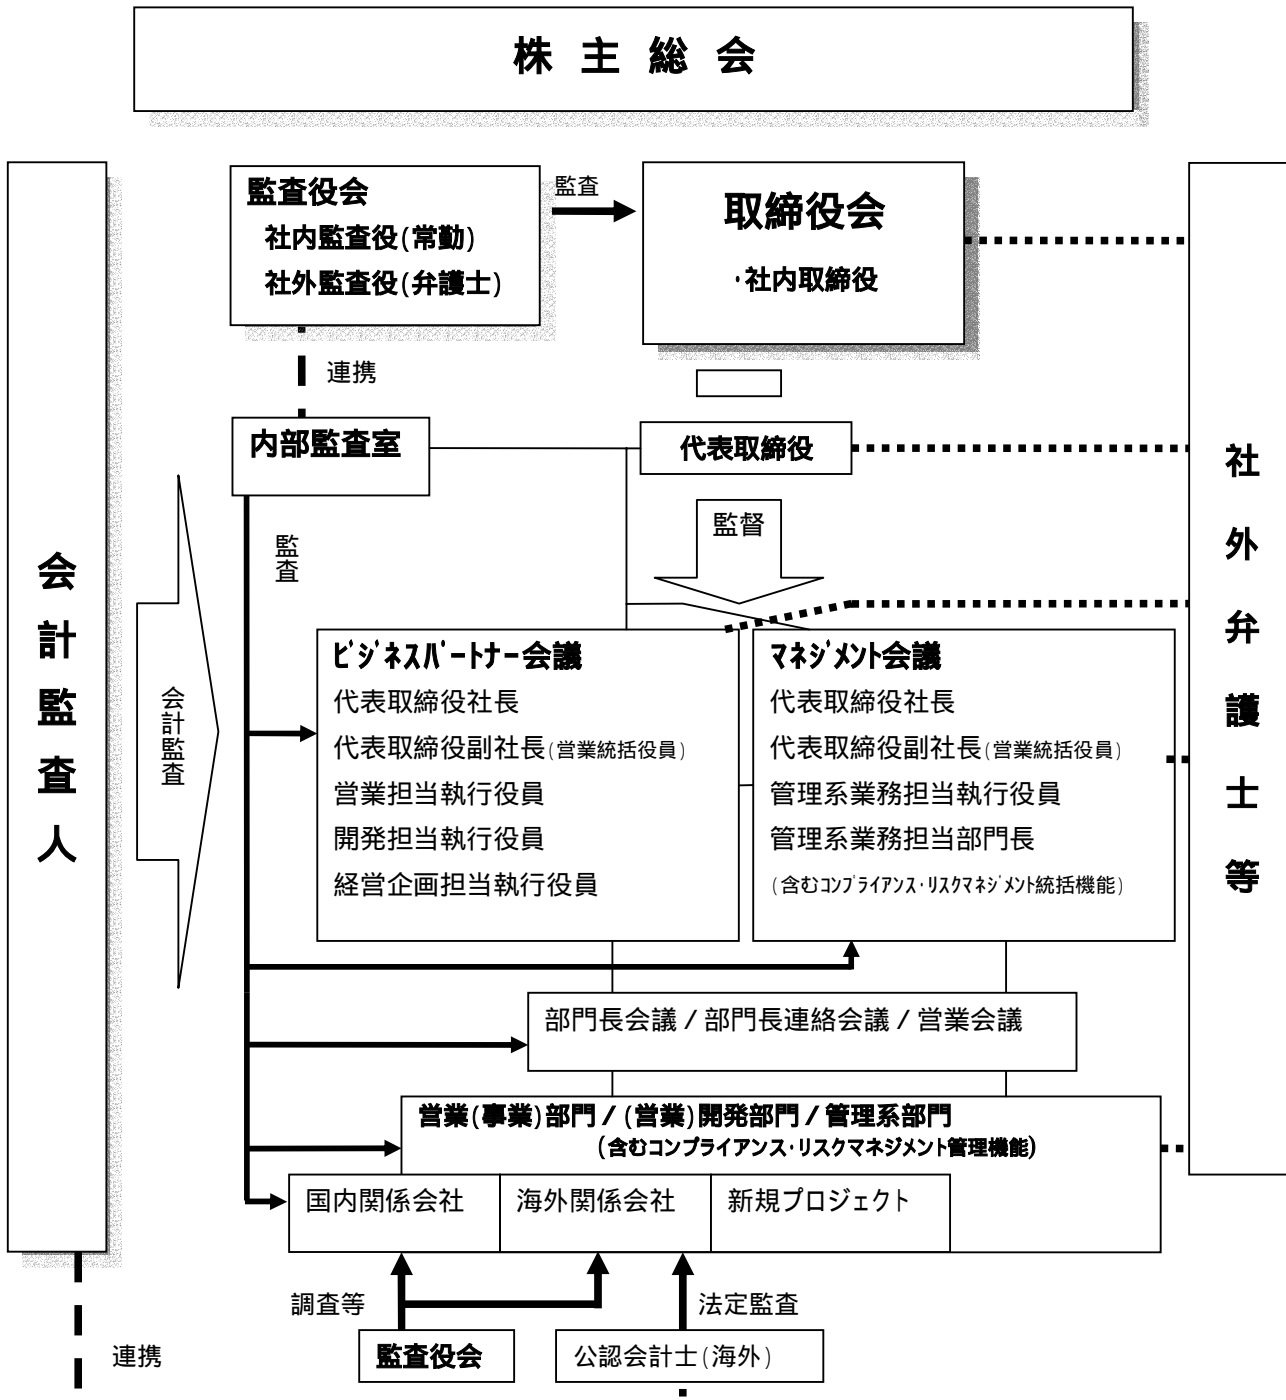 株主総会
監査役会
社内監査役(常勤)
社外監査役(弁護士)
監査
取締役会
・社内取締役
連携
内部監査室
代表取締役
監督
監査
会計監査人
会計監査
社外弁護士等
ビジネスパートナー会議
代表取締役社長
代表取締役副社長(営業統括役員)
営業担当執行役員
開発担当執行役員
経営企画担当執行役員
マネジメント会議
代表取締役社長
代表取締役副社長(営業統括役員)
管理系業務担当執行役員
管理系業務担当部門長
(含むコンプライアンス・リスクマネジメント統括機能)
部門長会議/部門長連絡会議/営業会議
営業(事業)部門/(営業)開発部門/管理系部門
(含むコンプライアンス・リスクマネジメント管理機能)
国内関係会社
海外関係会社
新規プロジェクト
調査等
法定監査
監査役会
公認会計士(海外)
連携